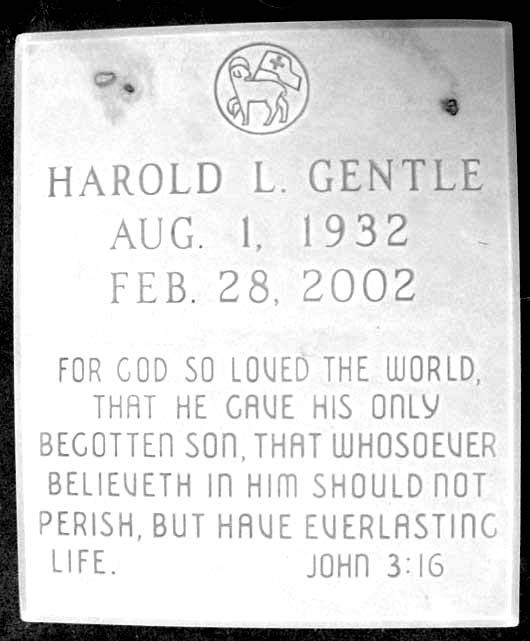 HAROLD L. GENTLE
AUG. 1, 1932
FEB. 28, 2002
FOR GOD SO LOVED THE WORLD,
THAT HE GAVE HIS ONLY
BEGOTTEN SON, THAT WHOSOEVER
BELIEVETH IN HIM SHOULD NOT
PERISH, BUT HAVE EVERLASTING
LIFE. JOHN 3:16